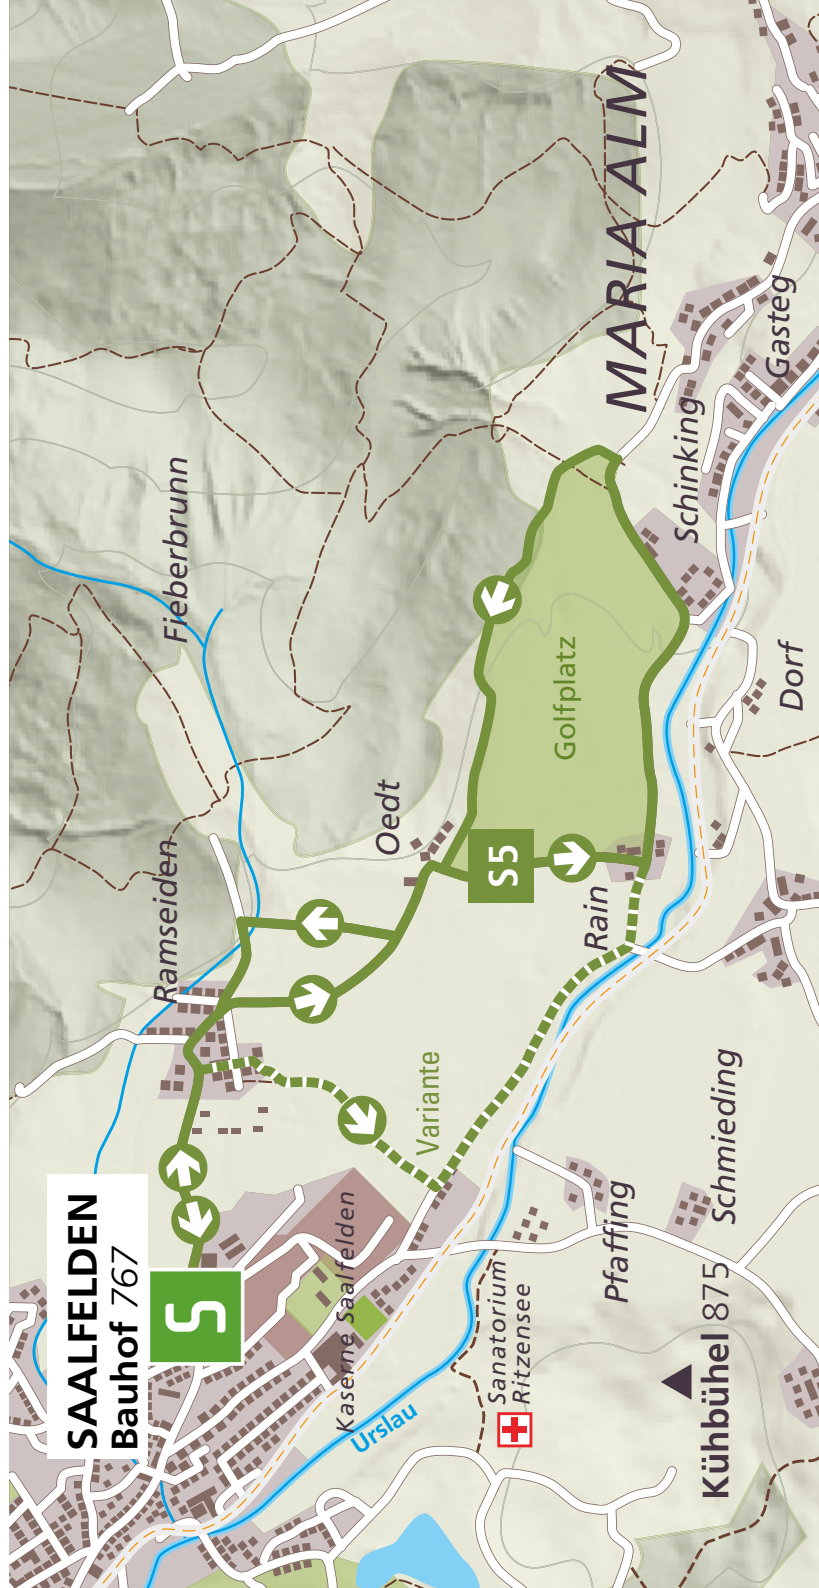 SAALFELDEN
Bauhof 767
S
Kaserne Saalfelden
Urslau
Sanatorium
Ritzensee
Kühbühel 875
Pfaffing
Schmieding
Variante
Ramseiden
Fieberbrunn
Oedt
S5
Rain
Golfplatz
Dorf
Schinking
Gasteg
MARIA ALM